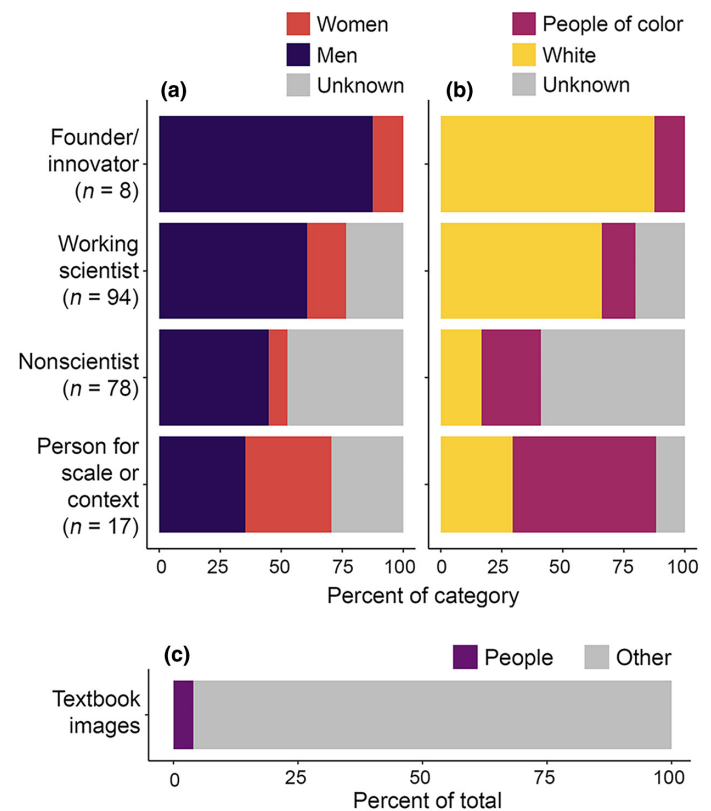 Women
Men
Unknown
People of color
White
Unknown
(a)
(b)
Founder/
innovator
(n = 8)
Working
scientist
(n = 94)
Nonscientist
(n = 78)
Person for
scale or
context
(n = 17)
0 25 50 75 100
0 25 50 75 100
Percent of category
(c)
People
Other
Textbook
images
0 25 50 75 100
Percent of total